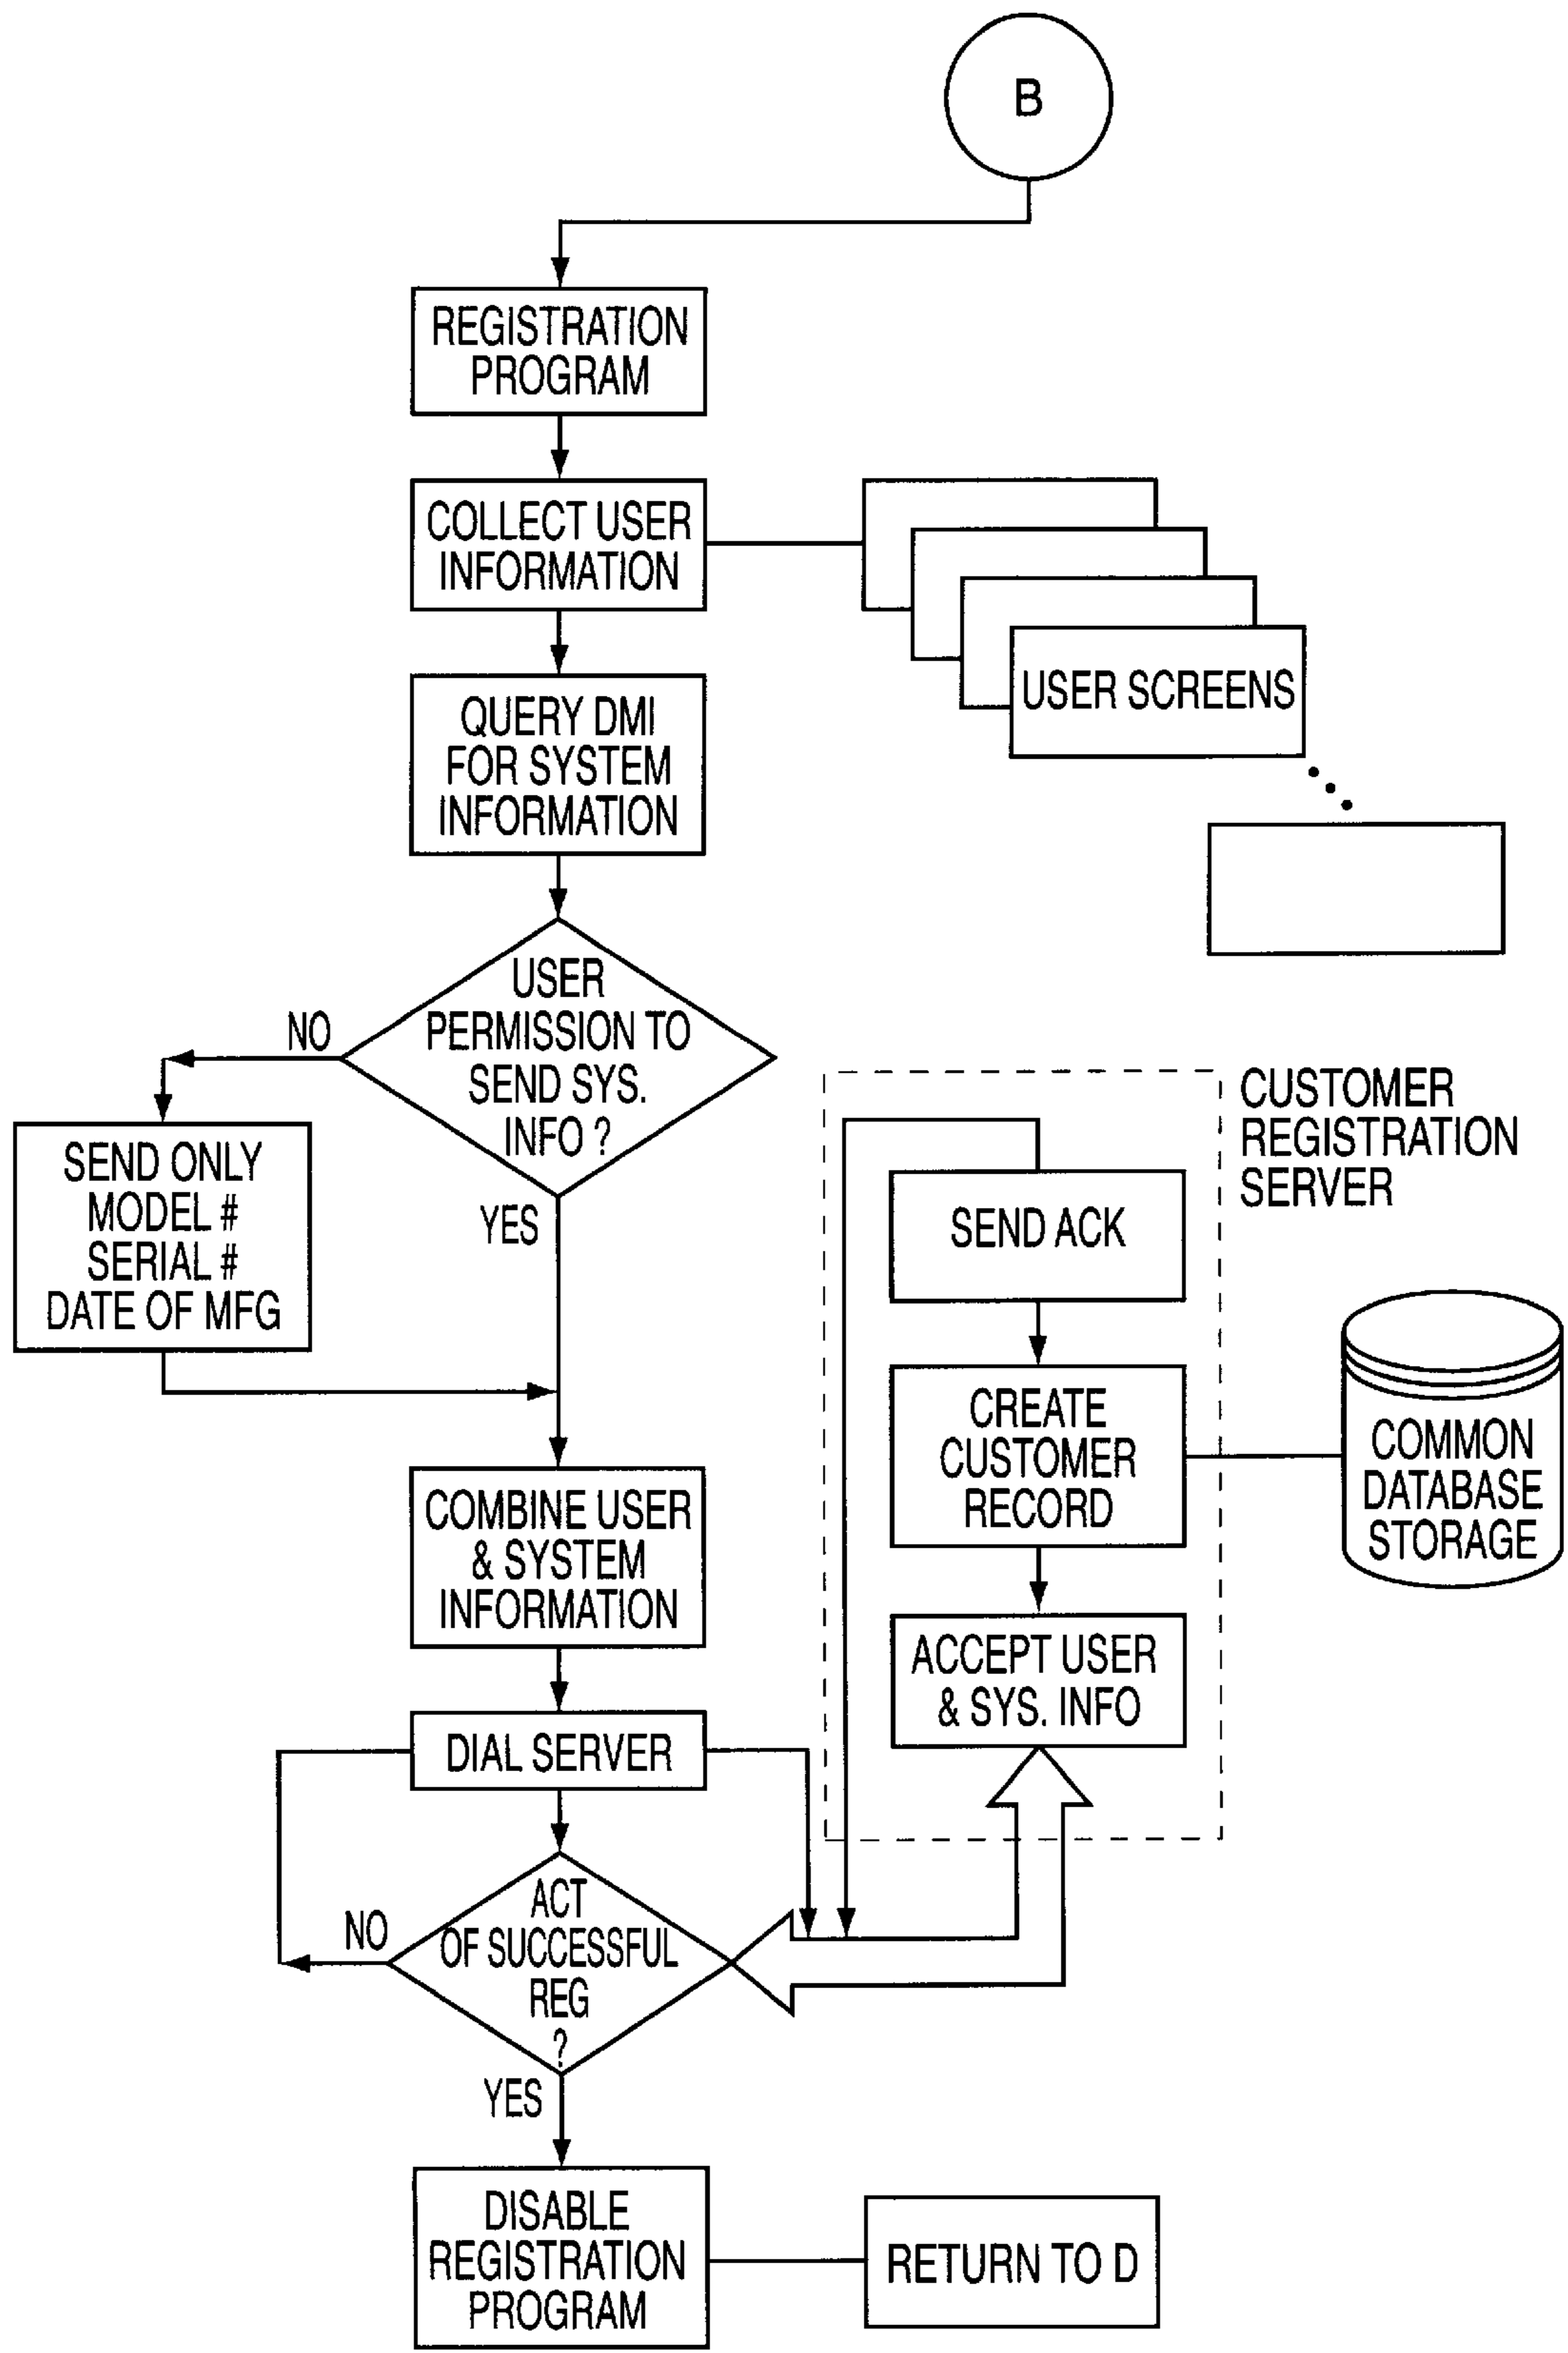 B
REGISTRATION
PROGRAM
COLLECT USER
INFORMATION
USER SCREENS
QUERY DMI
FOR SYSTEM
INFORMATION
USER
PERMISSION TO
SEND SYS.
INFO ?
NO
YES
SEND ONLY
MODEL #
SERIAL #
DATE OF MFG
CUSTOMER
REGISTRATION
SERVER
SEND ACK
CREATE
CUSTOMER
RECORD
COMMON
DATABASE
STORAGE
ACCEPT USER
& SYS. INFO
COMBINE USER
& SYSTEM
INFORMATION
DIAL SERVER
ACT
OF SUCCESSFUL
REG
?
NO
YES
DISABLE
REGISTRATION
PROGRAM
RETURN TO D